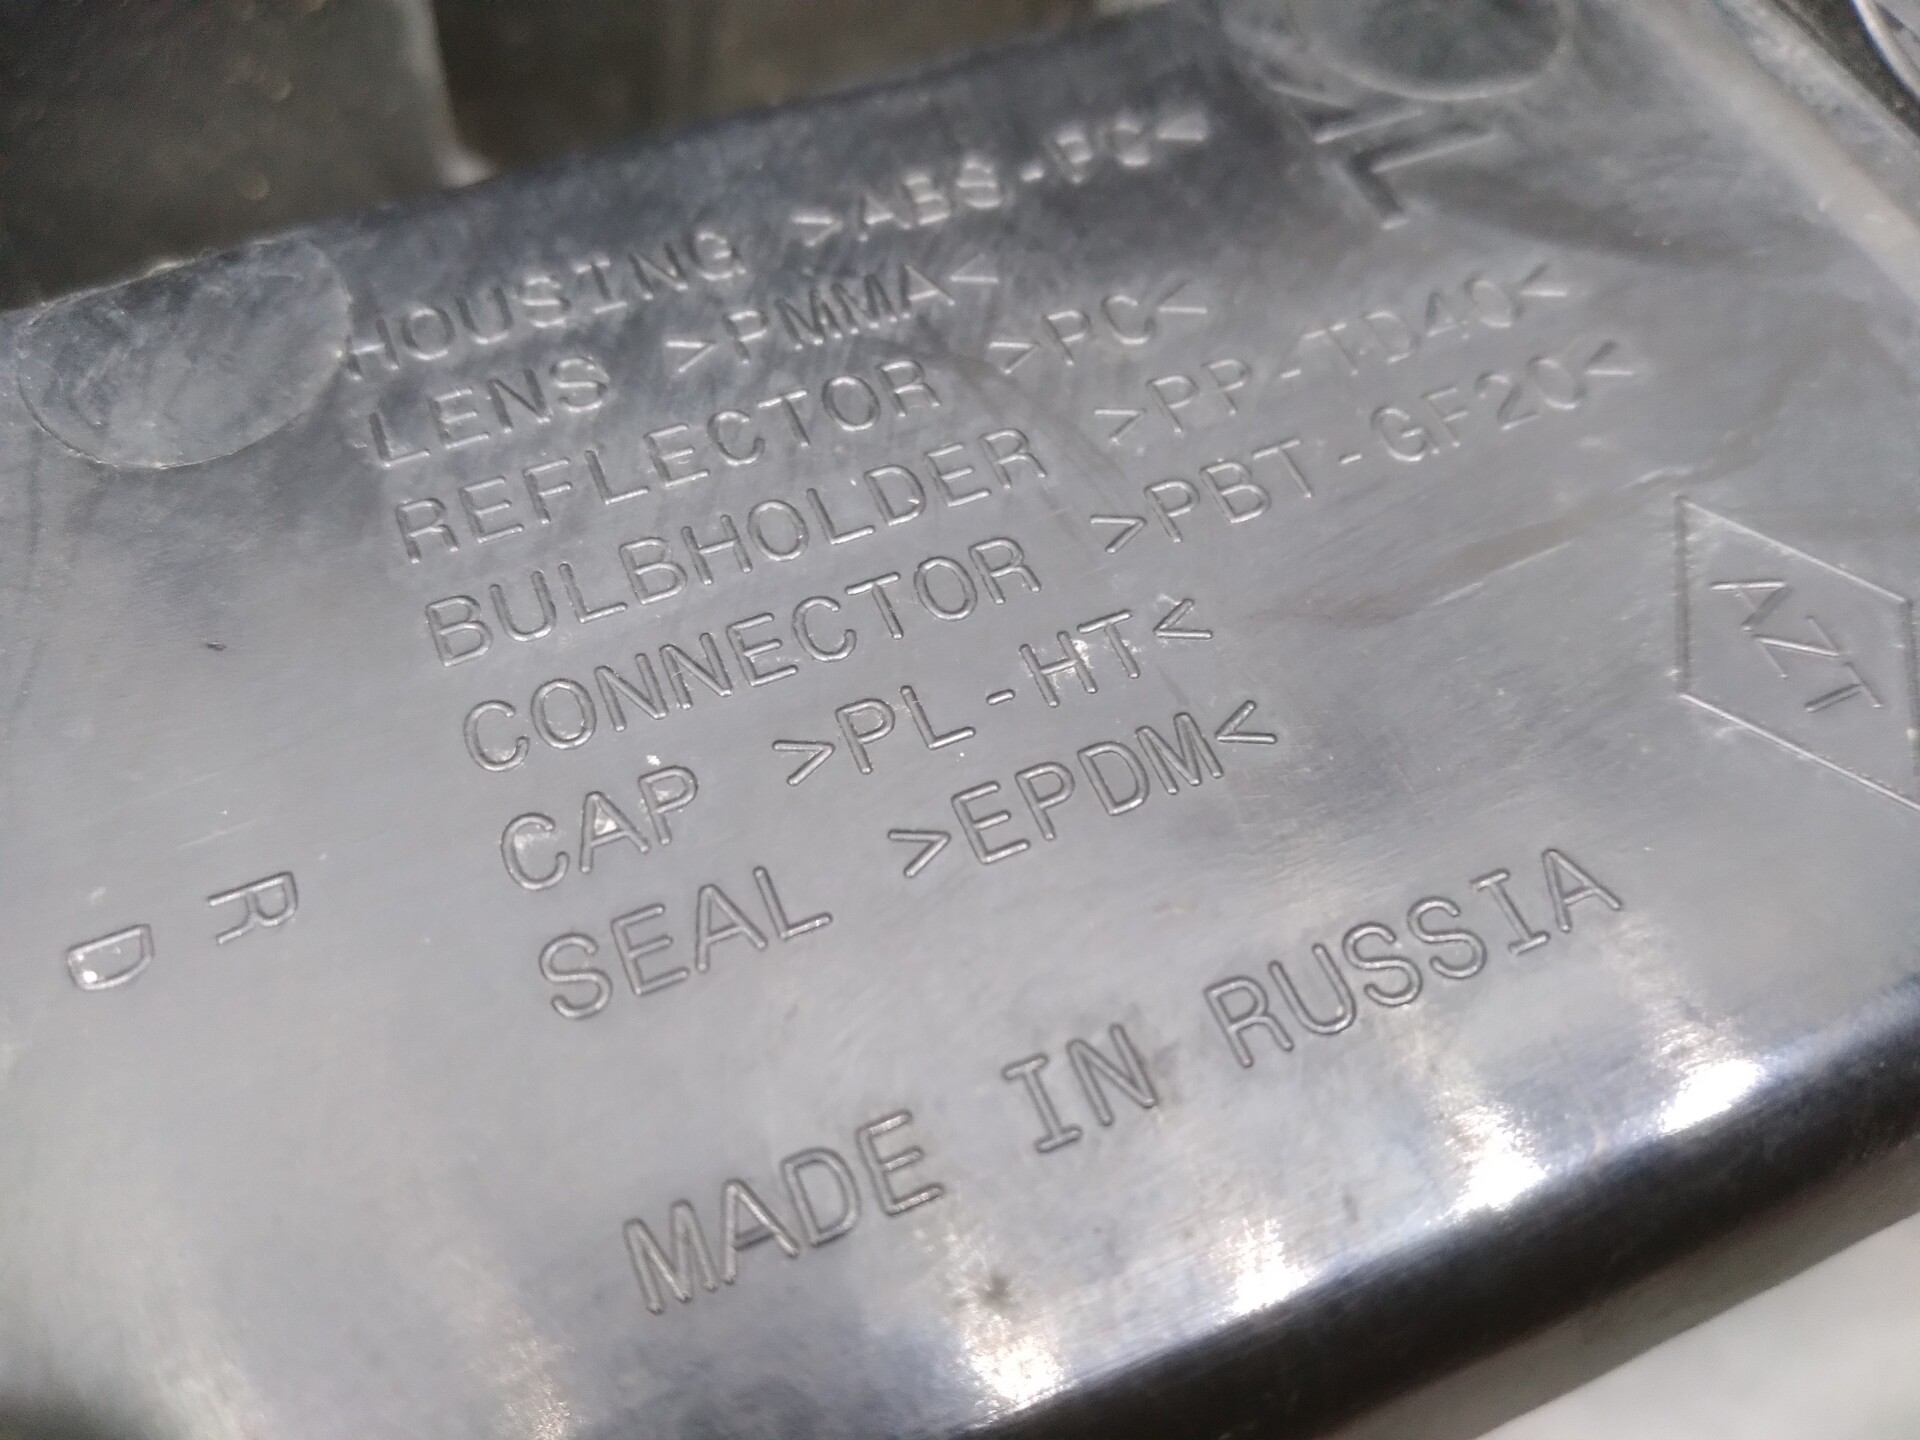 HOUSING >ABS-PC<
LENS >PMMA<
REFLECTOR >PC<
BULBHOLDER >PP-TD40<
CONNECTOR >PBT-GF20<
CAP >PL-HT<
SEAL >EPDM<
MADE IN RUSSIA
AZT
R
D